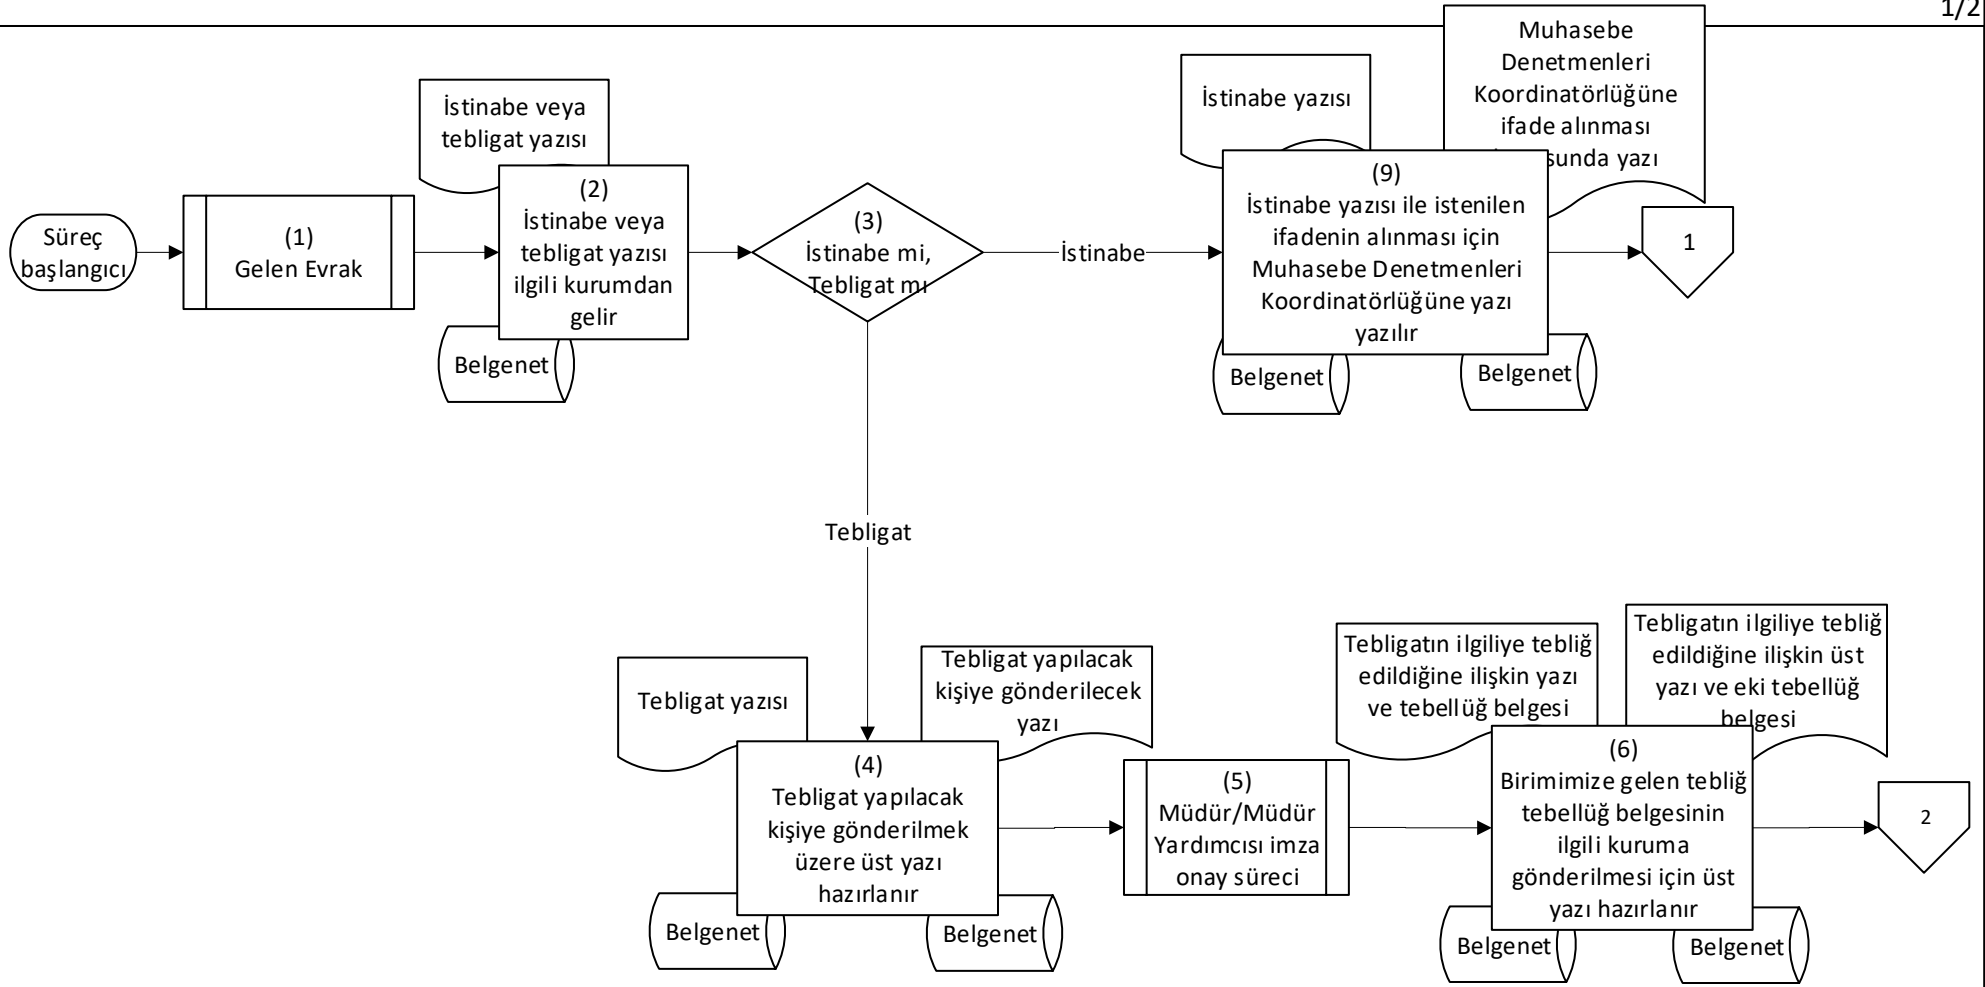 1/2
Süreç
başlangıcı
(1)
Gelen Evrak
İstinabe veya
tebligat yazısı
(2)
İstinabe veya
tebligat yazısı
ilgili kurumdan
gelir
Belgenet
(3)
İstinabe mi,
Tebligat mı
İstinabe
İstinabe yazısı
Muhasebe
Denetmenleri
Koordinatörlüğüne
ifade alınması
yazı
(9)
İstinabe yazısı ile istenilen
ifadenin alınması için
Muhasebe Denetmenleri
Koordinatörlüğüne yazı
yazılır
Belgenet
Belgenet
1
Tebligat
Tebligat yazısı
Tebligat yapılacak
kişiye gönderilecek
yazı
(4)
Tebligat yapılacak
kişiye gönderilmek
üzere üst yazı
hazırlanır
Belgenet
Belgenet
(5)
Müdür/Müdür
Yardımcısı imza
onay süreci
Tebligatın ilgiliye tebliğ
edildiğine ilişkin yazı
ve tebellüğ belgesi
Tebligatın ilgiliye tebliğ
edildiğine ilişkin üst
yazı ve eki tebellüğ
belgesi
(6)
Birimimize gelen tebliğ
tebellüğ belgesinin
ilgili kuruma
gönderilmesi için üst
yazı hazırlanır
Belgenet
Belgenet
2